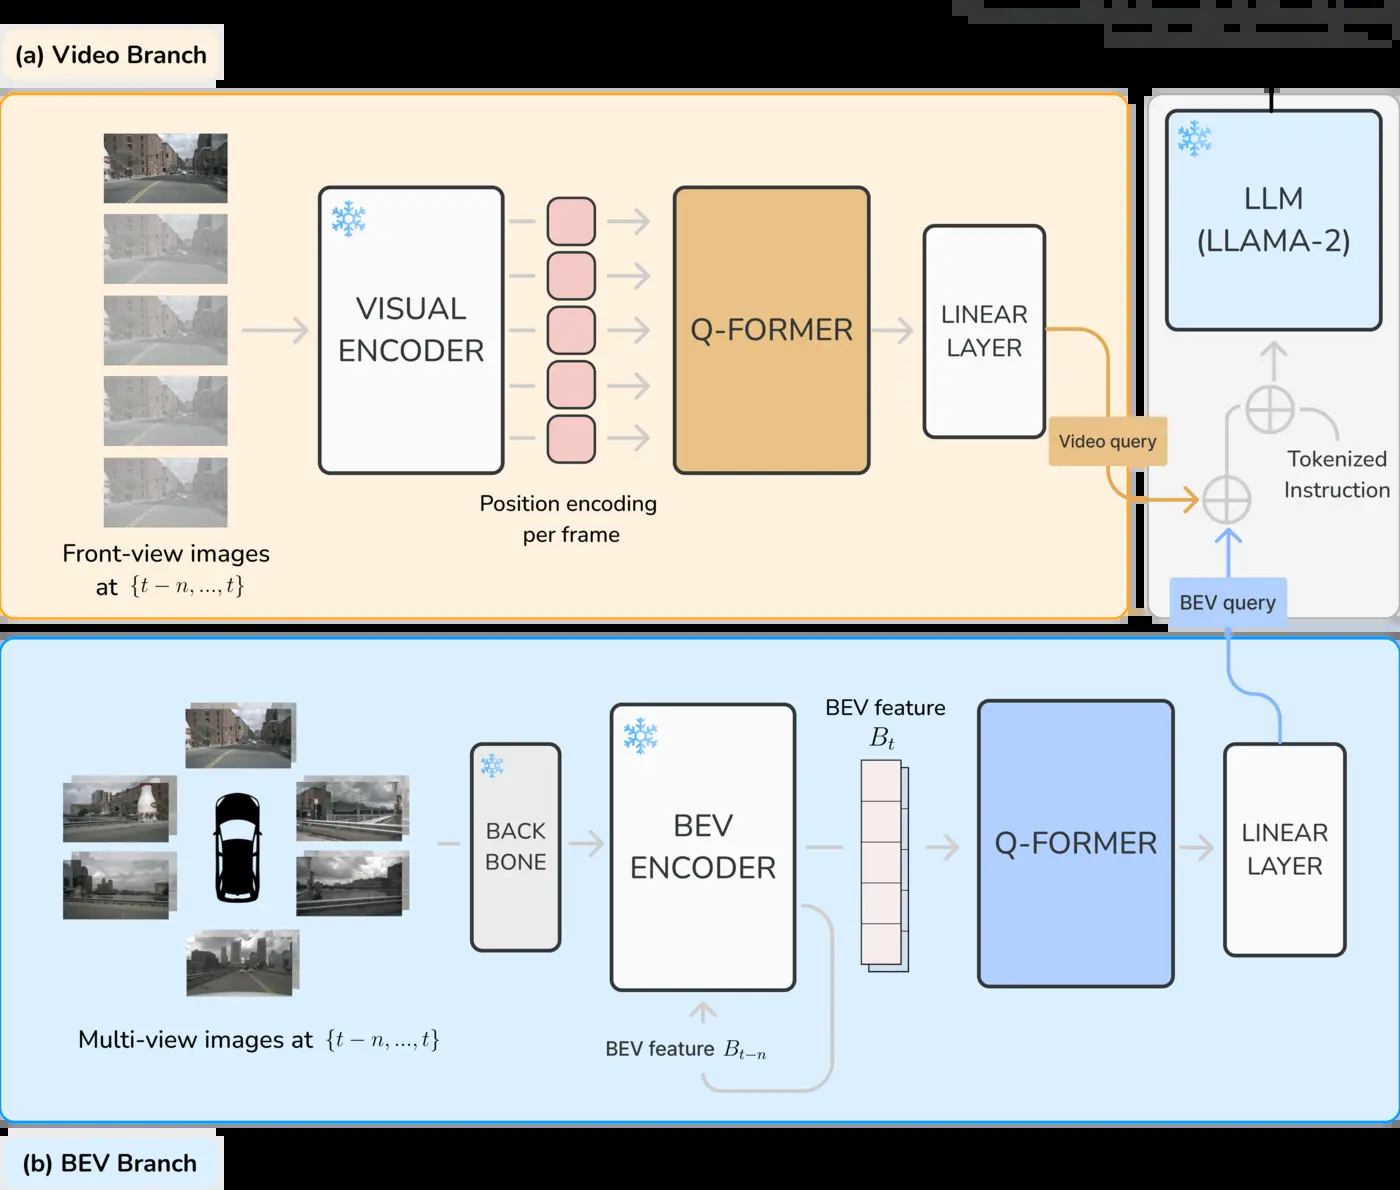 (a) Video Branch
VISUAL
ENCODER
Q-FORMER
LINEAR
LAYER
Position encoding
per frame
Front-view images
at {t − n, ..., t}
Video query
LLM
(LLAMA-2)
Tokenized
Instruction
BEV query
BACK
BONE
BEV
ENCODER
BEV feature
B_t
Q-FORMER
LINEAR
LAYER
BEV feature B_{t−n}
Multi-view images at {t − n, ..., t}
(b) BEV Branch